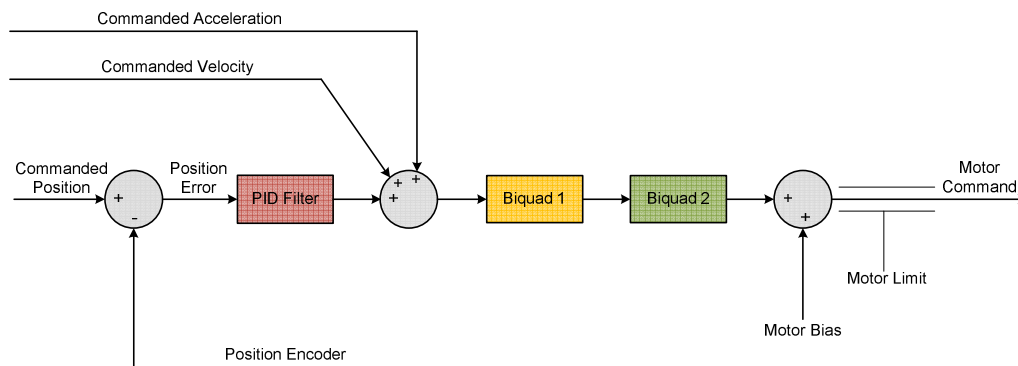 Commanded Acceleration
Commanded Velocity
Commanded
Position
+
-
Position
Error
PID Filter
+
+
+
Biquad 1
Biquad 2
+
+
Motor
Command
Motor Limit
Motor Bias
Position Encoder